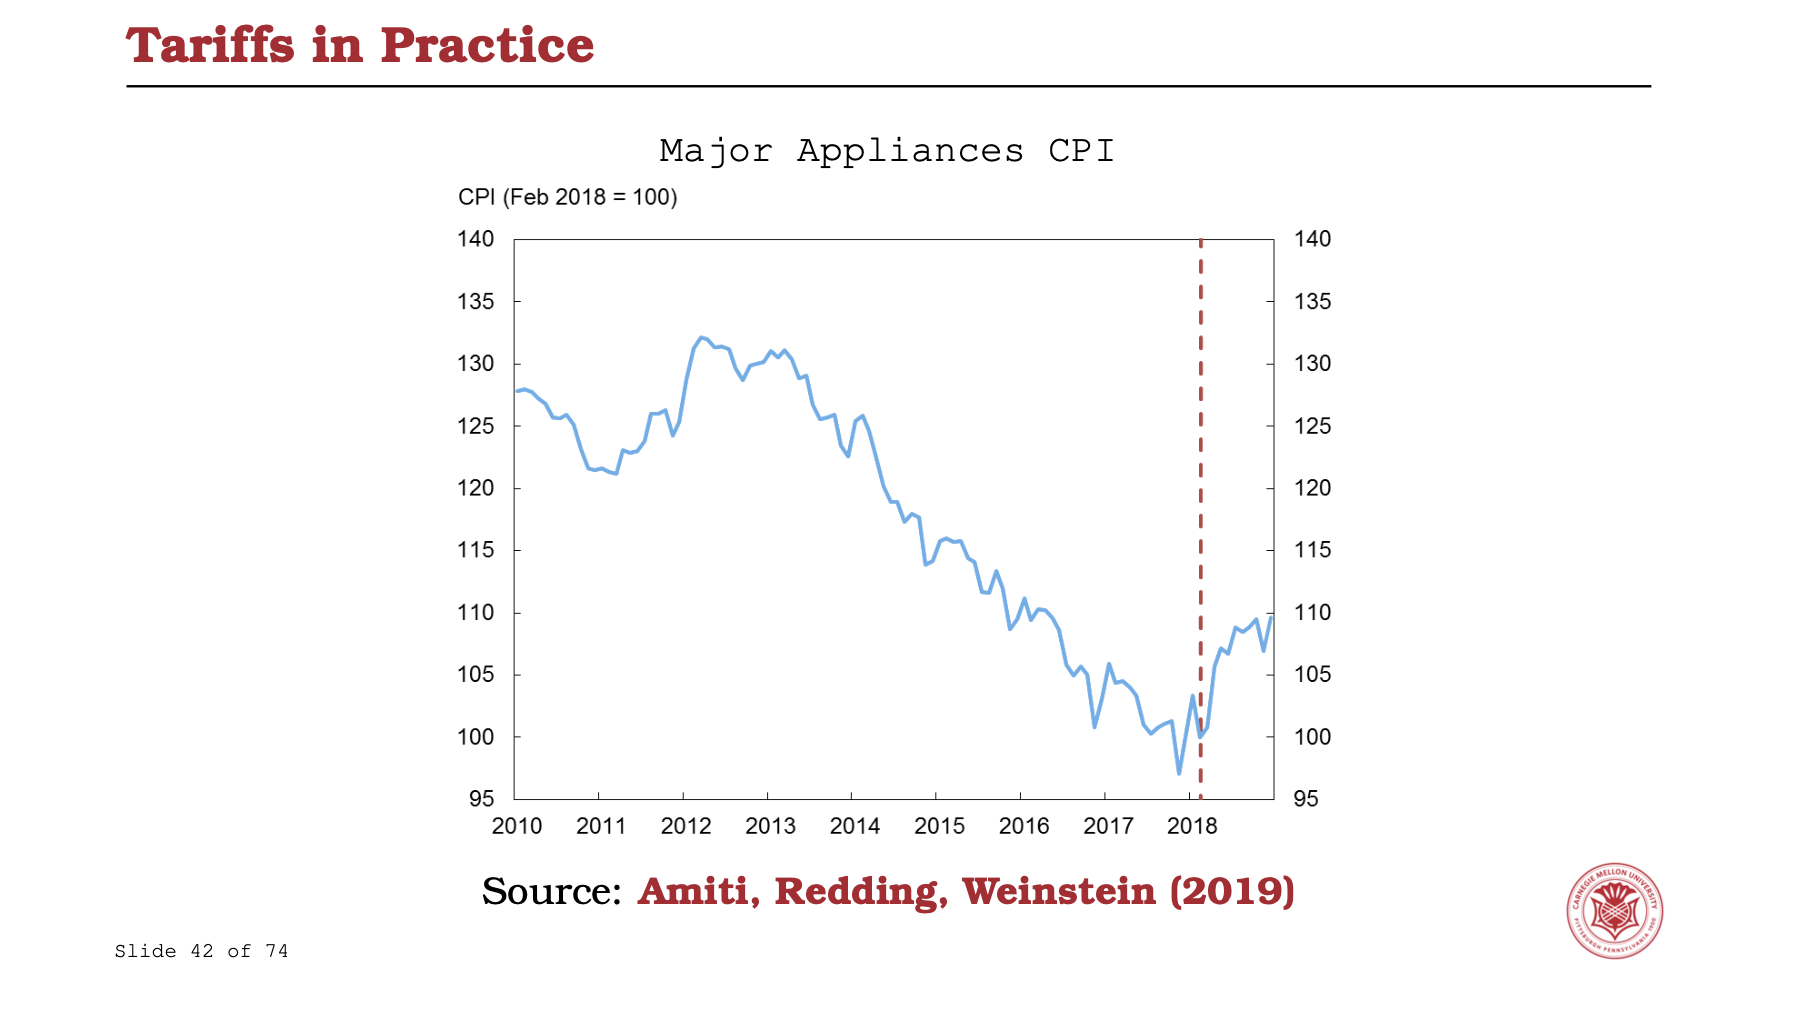 Tariffs in Practice
Major Appliances CPI
CPI (Feb 2018 = 100)
140 140
135 135
130 130
125 125
120 120
115 115
110 110
105 105
100 100
95 95
2010 2011 2012 2013 2014 2015 2016 2017 2018
Source: Amiti, Redding, Weinstein (2019)
CARNEGIE MELLON UNIVERSITY
PITTSBURGH PENNSYLVANIA 1900
Slide 42 of 74